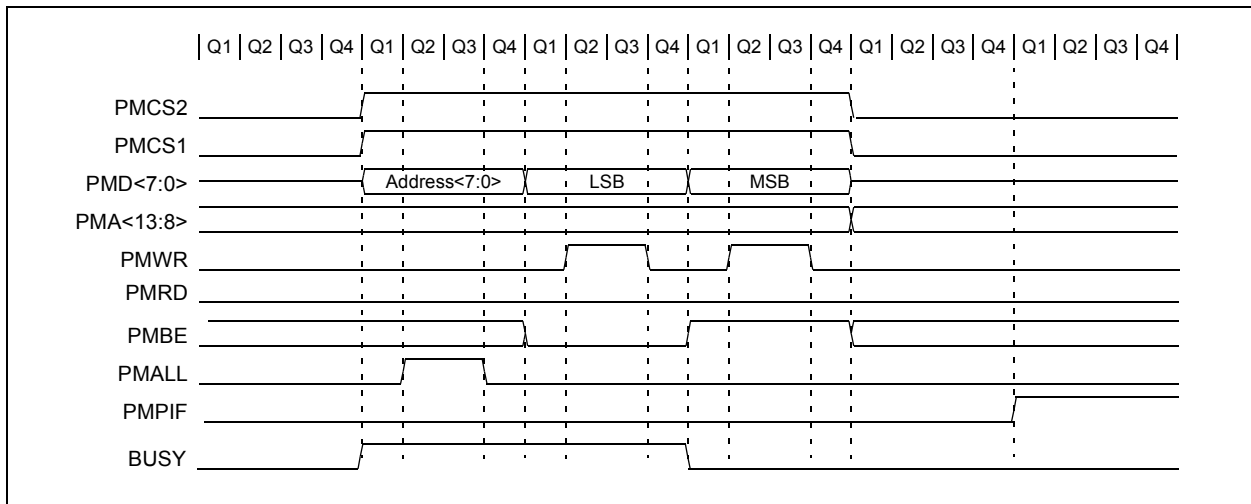 Q1 Q2 Q3 Q4 Q1 Q2 Q3 Q4 Q1 Q2 Q3 Q4 Q1 Q2 Q3 Q4 Q1 Q2 Q3 Q4 Q1 Q2 Q3 Q4
PMCS2
PMCS1
PMD<7:0> Address<7:0> LSB MSB
PMA<13:8>
PMWR
PMRD
PMBE
PMALL
PMPIF
BUSY